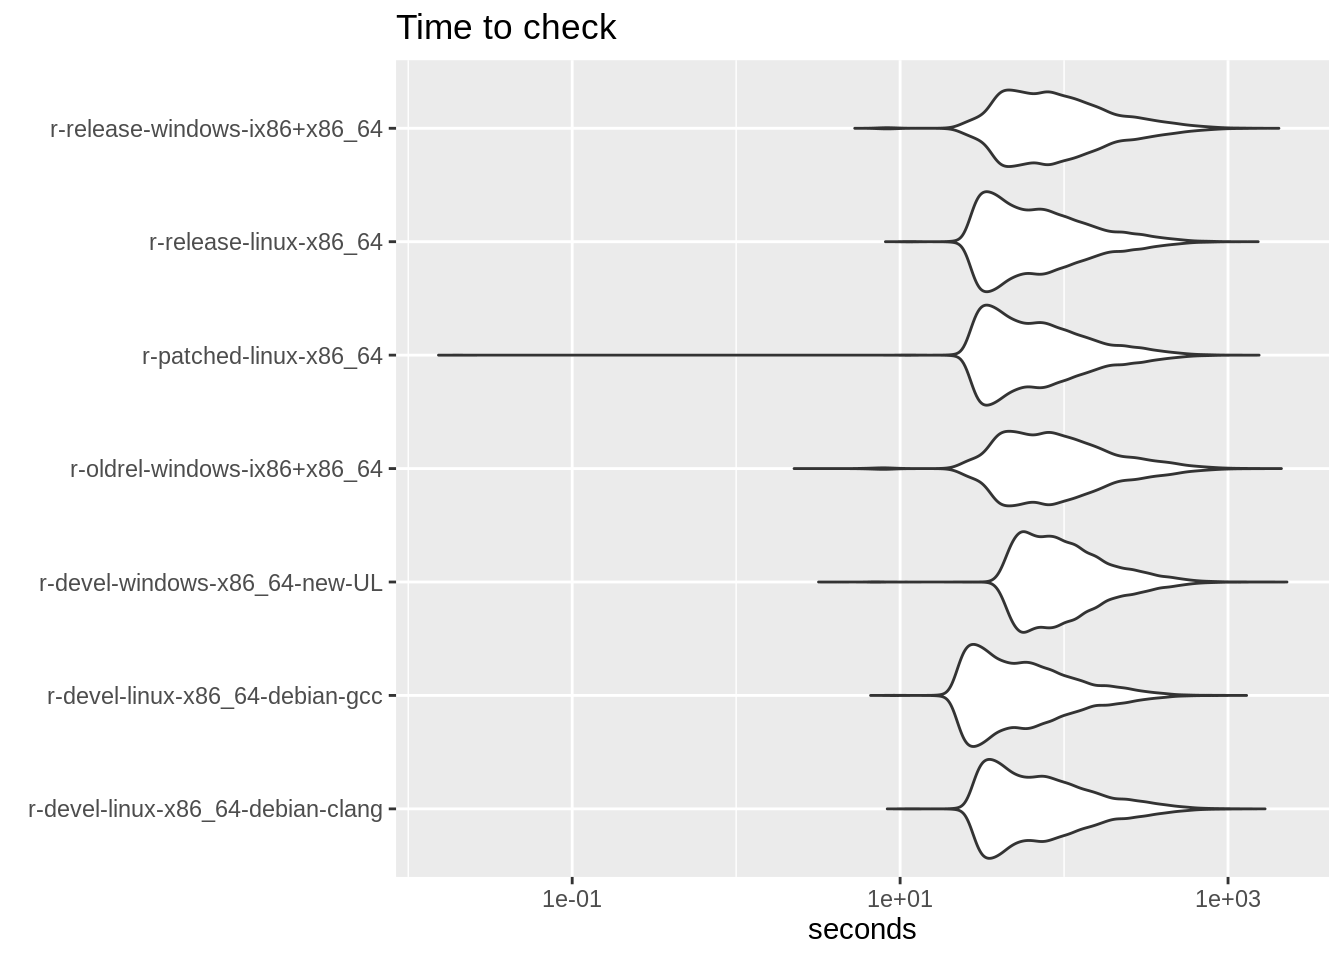 Time to check
r-release-windows-ix86+x86_64
r-release-linux-x86_64
r-patched-linux-x86_64
r-oldrel-windows-ix86+x86_64
r-devel-windows-x86_64-new-UL
r-devel-linux-x86_64-debian-gcc
r-devel-linux-x86_64-debian-clang
1e-01 1e+01 1e+03
seconds